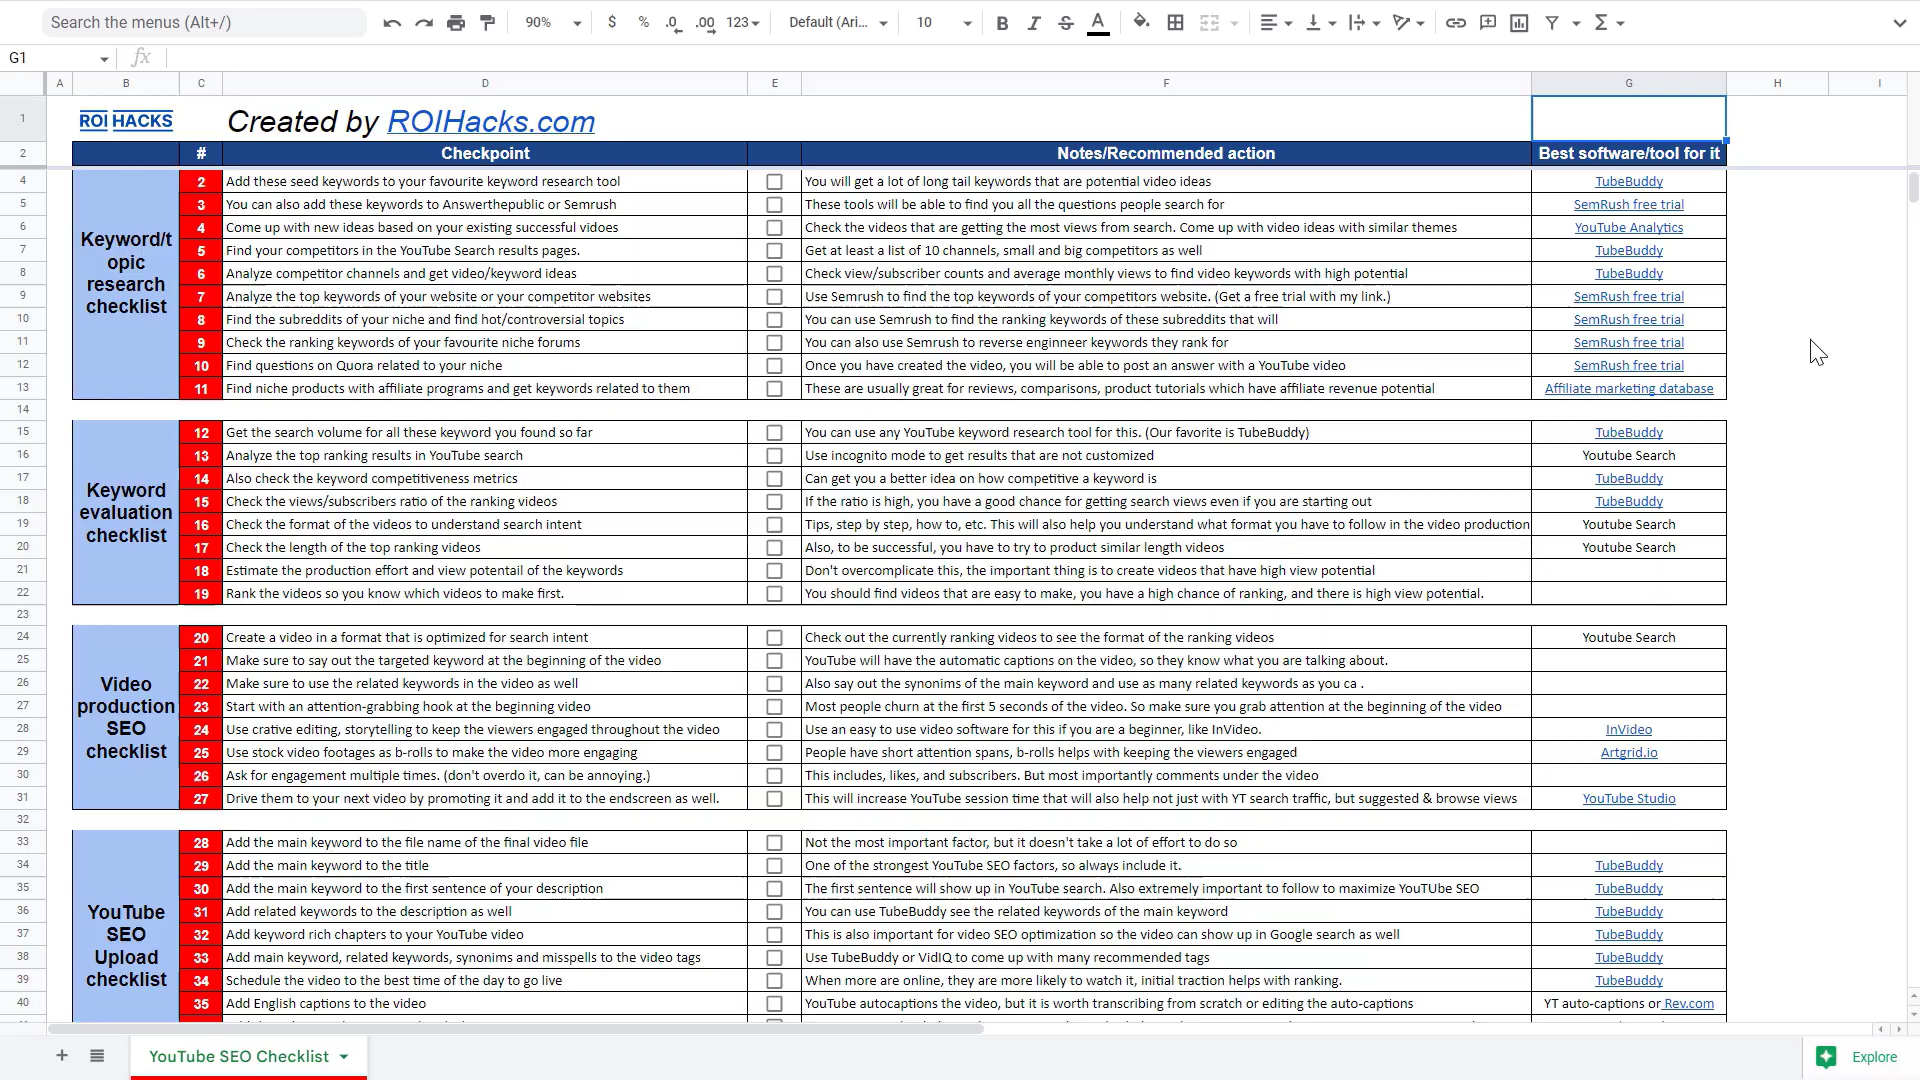 Search the menus (Alt+/) 90% $ % .0 .00 123 Default (Ari... 10 B I S A
G1 fx
A B C D E F G H I
1 ROI HACKS Created by ROIHacks.com
2 # Checkpoint Notes/Recommended action Best software/tool for it
Keyword/t
opic
research
checklist
4 2 Add these seed keywords to your favourite keyword research tool You will get a lot of long tail keywords that are potential video ideas TubeBuddy
5 3 You can also add these keywords to Answerthepublic or Semrush These tools will be able to find you all the questions people search for SemRush free trial
6 4 Come up with new ideas based on your existing successful vidoes Check the videos that are getting the most views from search. Come up with video ideas with similar themes YouTube Analytics
7 5 Find your competitors in the YouTube Search results pages. Get at least a list of 10 channels, small and big competitors as well TubeBuddy
8 6 Analyze competitor channels and get video/keyword ideas Check view/subscriber counts and average monthly views to find video keywords with high potential TubeBuddy
9 7 Analyze the top keywords of your website or your competitor websites Use Semrush to find the top keywords of your competitors website. (Get a free trial with my link.) SemRush free trial
10 8 Find the subreddits of your niche and find hot/controversial topics You can use Semrush to find the ranking keywords of these subreddits that will SemRush free trial
11 9 Check the ranking keywords of your favourite niche forums You can also use Semrush to reverse enginneer keywords they rank for SemRush free trial
12 10 Find questions on Quora related to your niche Once you have created the video, you will be able to post an answer with a YouTube video SemRush free trial
13 11 Find niche products with affiliate programs and get keywords related to them These are usually great for reviews, comparisons, product tutorials which have affiliate revenue potential Affiliate marketing database
14
Keyword
evaluation
checklist
15 12 Get the search volume for all these keyword you found so far You can use any YouTube keyword research tool for this. (Our favorite is TubeBuddy) TubeBuddy
16 13 Analyze the top ranking results in YouTube search Use incognito mode to get results that are not customized Youtube Search
17 14 Also check the keyword competitiveness metrics Can get you a better idea on how competitive a keyword is TubeBuddy
18 15 Check the views/subscribers ratio of the ranking videos If the ratio is high, you have a good chance for getting search views even if you are starting out TubeBuddy
19 16 Check the format of the videos to understand search intent Tips, step by step, how to, etc. This will also help you understand what format you have to follow in the video production Youtube Search
20 17 Check the length of the top ranking videos Also, to be successful, you have to try to product similar length videos Youtube Search
21 18 Estimate the production effort and view potentail of the keywords Don't overcomplicate this, the important thing is to create videos that have high view potential
22 19 Rank the videos so you know which videos to make first. You should find videos that are easy to make, you have a high chance of ranking, and there is high view potential.
23
Video
production
SEO
checklist
24 20 Create a video in a format that is optimized for search intent Check out the currently ranking videos to see the format of the ranking videos Youtube Search
25 21 Make sure to say out the targeted keyword at the beginning of the video YouTube will have the automatic captions on the video, so they know what you are talking about.
26 22 Make sure to use the related keywords in the video as well Also say out the synonims of the main keyword and use as many related keywords as you ca .
27 23 Start with an attention-grabbing hook at the beginning video Most people churn at the first 5 seconds of the video. So make sure you grab attention at the beginning of the video
28 24 Use crative editing, storytelling to keep the viewers engaged throughout the video Use an easy to use video software for this if you are a beginner, like InVideo. InVideo
29 25 Use stock video footages as b-rolls to make the video more engaging People have short attention spans, b-rolls helps with keeping the viewers engaged Artgrid.io
30 26 Ask for engagement multiple times. (don't overdo it, can be annoying.) This includes, likes, and subscribers. But most importantly comments under the video
31 27 Drive them to your next video by promoting it and add it to the endscreen as well. This will increase YouTube session time that will also help not just with YT search traffic, but suggested & browse views YouTube Studio
32
YouTube
SEO
Upload
checklist
33 28 Add the main keyword to the file name of the final video file Not the most important factor, but it doesn't take a lot of effort to do so
34 29 Add the main keyword to the title One of the strongest YouTube SEO factors, so always include it. TubeBuddy
35 30 Add the main keyword to the first sentence of your description The first sentence will show up in YouTube search. Also extremely important to follow to maximize YouTUbe SEO TubeBuddy
36 31 Add related keywords to the description as well You can use TubeBuddy see the related keywords of the main keyword TubeBuddy
37 32 Add keyword rich chapters to your YouTube video This is also important for video SEO optimization so the video can show up in Google search as well TubeBuddy
38 33 Add main keyword, related keywords, synonims and misspells to the video tags Use TubeBuddy or VidIQ to come up with many recommended tags TubeBuddy
39 34 Schedule the video to the best time of the day to go live When more are online, they are more likely to watch it, initial traction helps with ranking. TubeBuddy
40 35 Add English captions to the video YouTube autocaptions the video, but it is worth transcribing from scratch or editing the auto-captions YT auto-captions or Rev.com
+ YouTube SEO Checklist Explore